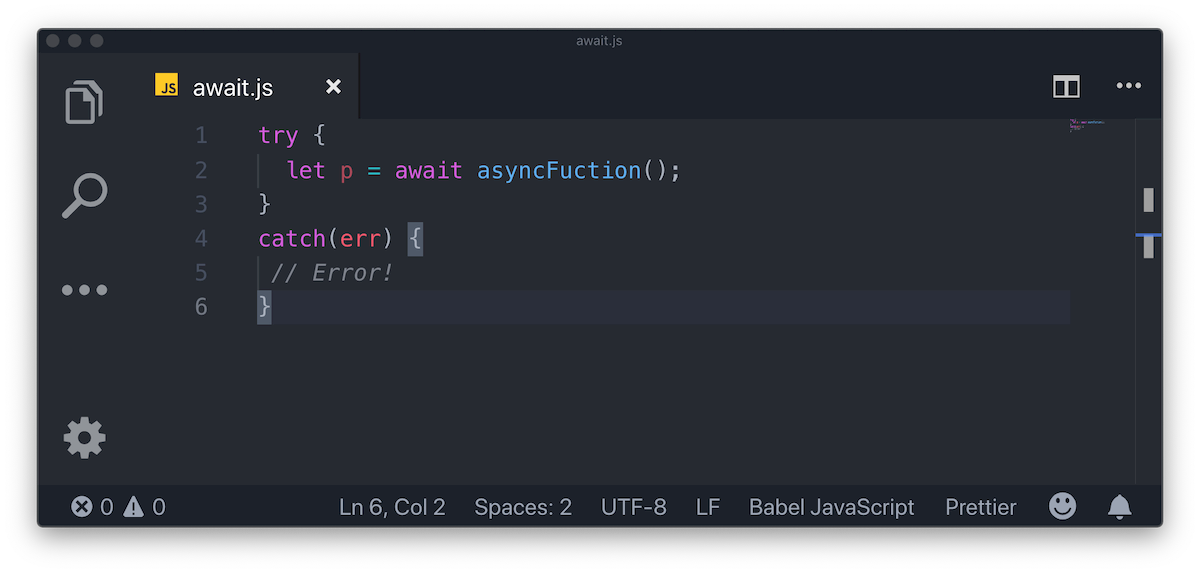 await.js
JS await.js ×
1 try {
2 let p = await asyncFuction();
3 }
4 catch(err) {
5 // Error!
6 }
0 0 Ln 6, Col 2 Spaces: 2 UTF-8 LF Babel JavaScript Prettier